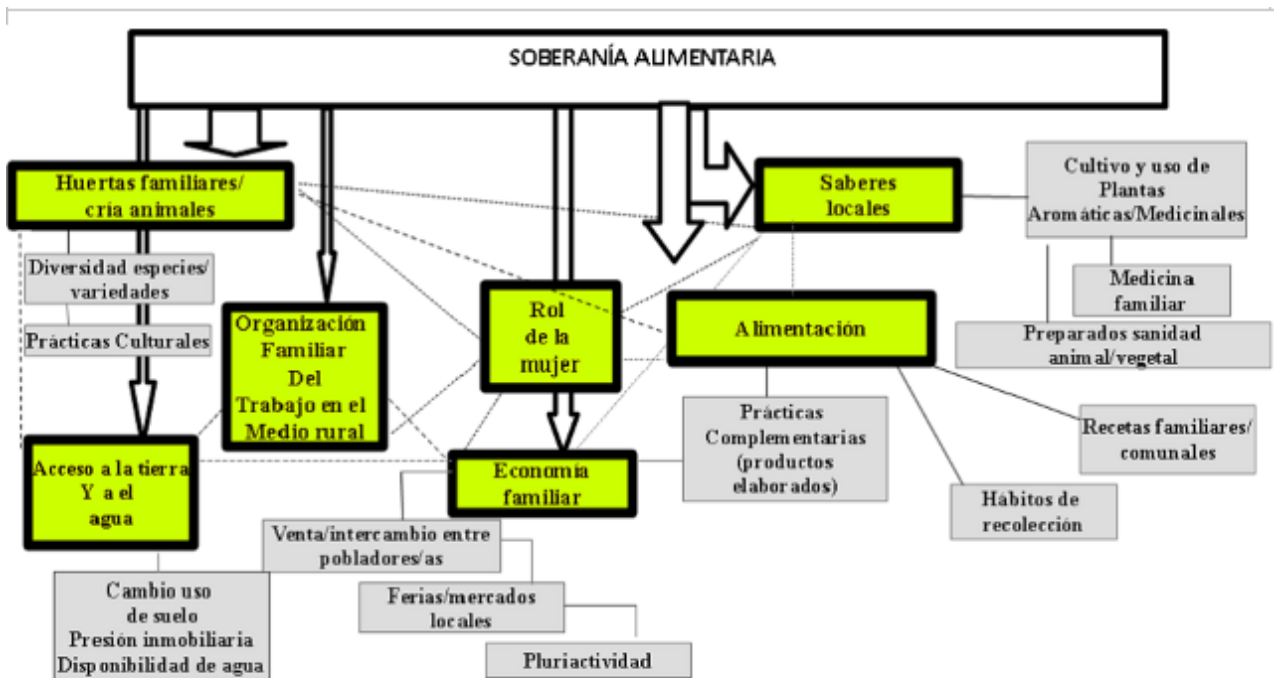 SOBERANÍA ALIMENTARIA
Huertas familiares/
cría animales
Saberes
locales
Cultivo y uso de
Plantas
Aromáticas/Medicinales
Diversidad especies/
variedades
Medicina
familiar
Prácticas Culturales
Organización
Familiar
Del
Trabajo en el
Medio rural
Rol
de la
mujer
Alimentación
Preparados sanidad
animal/vegetal
Prácticas
Complementarias
(productos
elaborados)
Recetas familiares/
comunales
Acceso a la tierra
Y a el
agua
Economía
familiar
Hábitos de
recolección
Venta/intercambio entre
pobladores/as
Cambio uso
de suelo
Presión inmobiliaria
Disponibilidad de agua
Ferias/mercados
locales
Pluriactividad